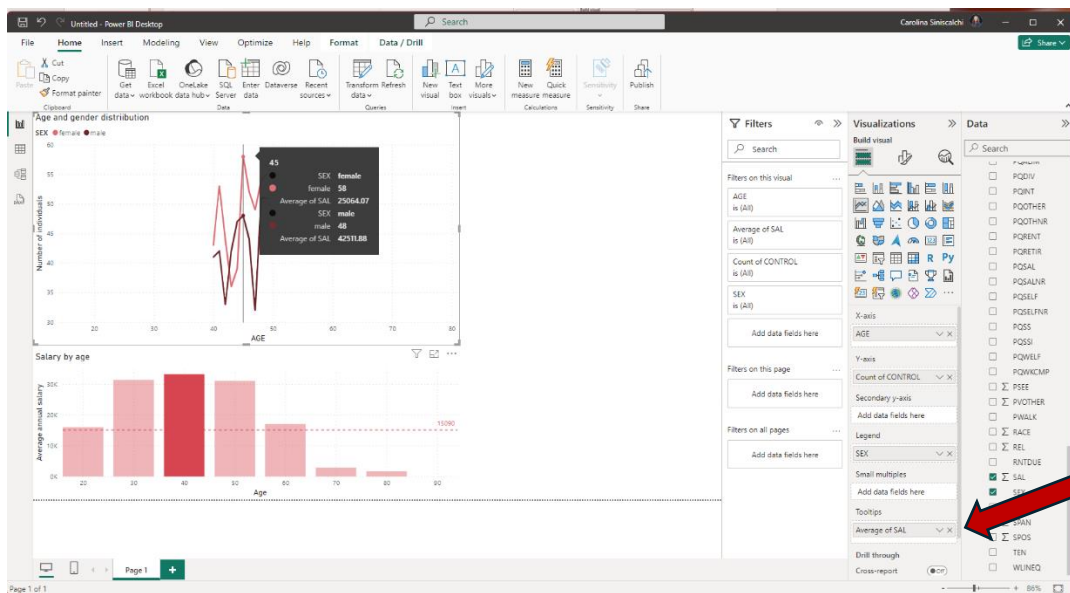 Untitled - Power BI Desktop
Search
Carolina Siniscalchi
File Home Insert Modeling View Optimize Help Format Data / Drill
Share
Paste
Cut
Copy
Format painter
Get data
Excel workbook
OneLake data hub
SQL Server
Enter data
Dataverse
Recent sources
Transform data
Refresh
New visual
Text box
More visuals
New measure
Quick measure
Sensitivity
Publish
Clipboard
Data
Queries
Insert
Calculations
Sensitivity
Share
Age and gender distriibution
SEX female male
60
55
50
45
40
35
30
Number of individuals
20 30 40 50 60 70 80
AGE
45
SEX female
female 58
Average of SAL 25064.07
SEX male
male 48
Average of SAL 42511.88
Salary by age
30K
20K
10K
0K
Average annual salary
15090
20 30 40 50 60 70 80 80
Age
Page 1
Page 1 of 1
Filters
Search
Filters on this visual
AGE
is (All)
Average of SAL
is (All)
Count of CONTROL
is (All)
SEX
is (All)
Add data fields here
Filters on this page
Add data fields here
Filters on all pages
Add data fields here
Visualizations
Build visual
R Py
123
X-axis
AGE
Y-axis
Count of CONTROL
Secondary y-axis
Add data fields here
Legend
SEX
Small multiples
Add data fields here
Tooltips
Average of SAL
Drill through
Cross-report
Off
Data
Search
PQDIV
PQINT
PQOTHER
PQOTHNR
PQRENT
PQRETIR
PQSAL
PQSALNR
PQSELF
PQSELFNR
PQSS
PQSSI
PQWELF
PQWKCMP
PSEE
PVOTHER
PWALK
RACE
REL
RNTDUE
SAL
SEX
SPAN
SPOS
TEN
WLINEQ
86%